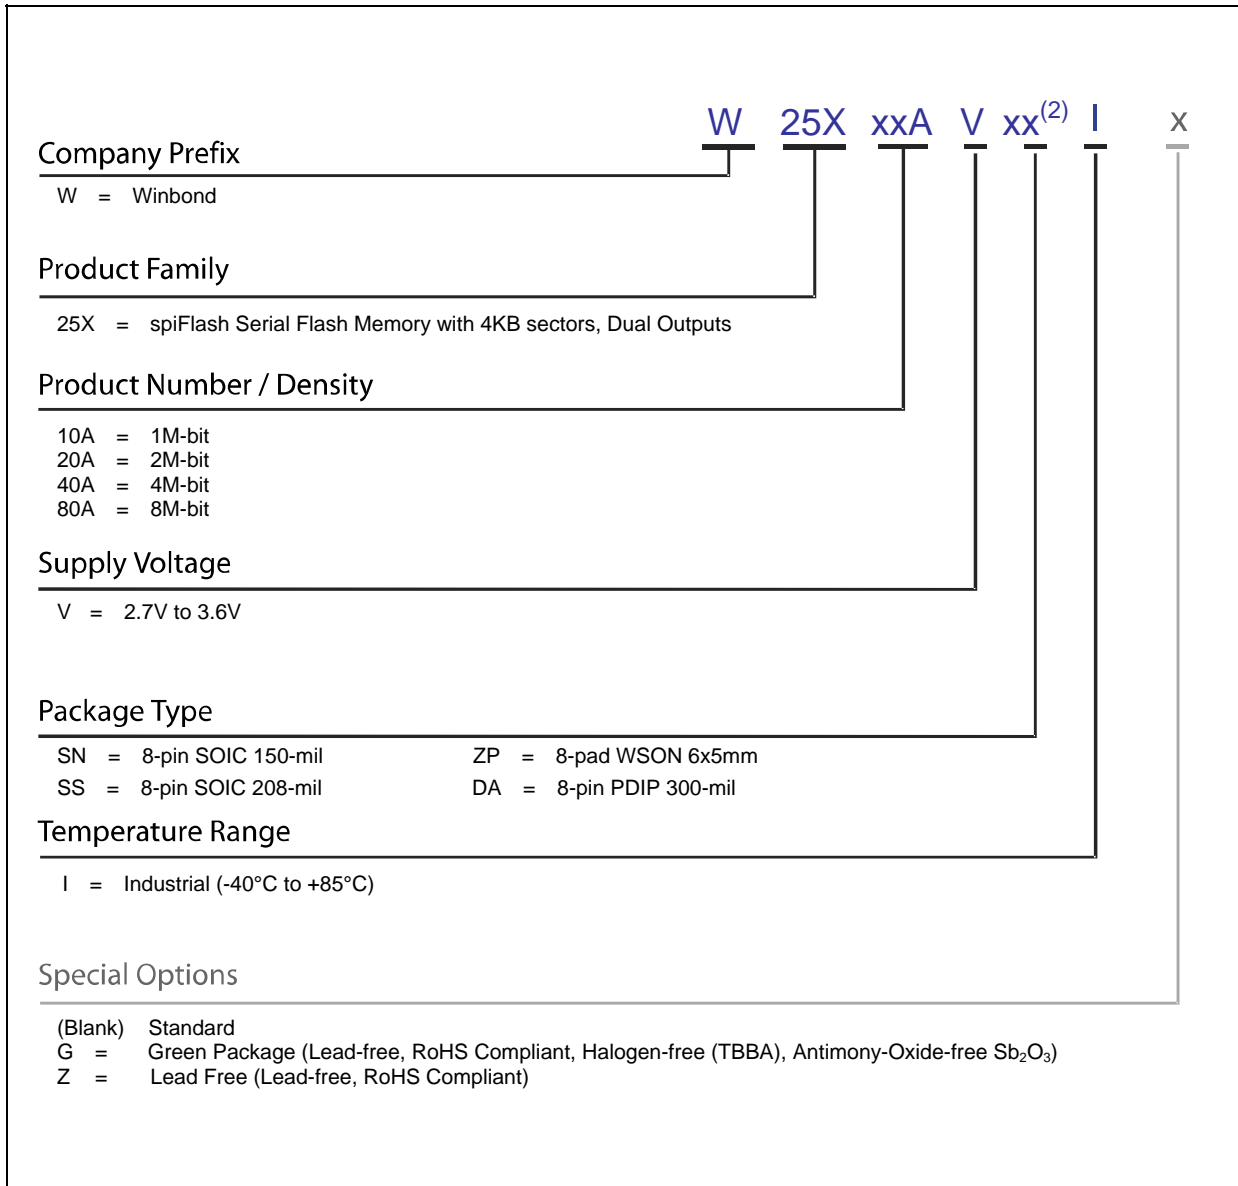 W 25X xxA V xx(2) I x
Company Prefix
W = Winbond
Product Family
25X = spiFlash Serial Flash Memory with 4KB sectors, Dual Outputs
Product Number / Density
10A = 1M-bit
20A = 2M-bit
40A = 4M-bit
80A = 8M-bit
Supply Voltage
V = 2.7V to 3.6V
Package Type
SN = 8-pin SOIC 150-mil ZP = 8-pad WSON 6x5mm
SS = 8-pin SOIC 208-mil DA = 8-pin PDIP 300-mil
Temperature Range
I = Industrial (-40°C to +85°C)
Special Options
(Blank) Standard
G = Green Package (Lead-free, RoHS Compliant, Halogen-free (TBBA), Antimony-Oxide-free Sb₂O₃)
Z = Lead Free (Lead-free, RoHS Compliant)